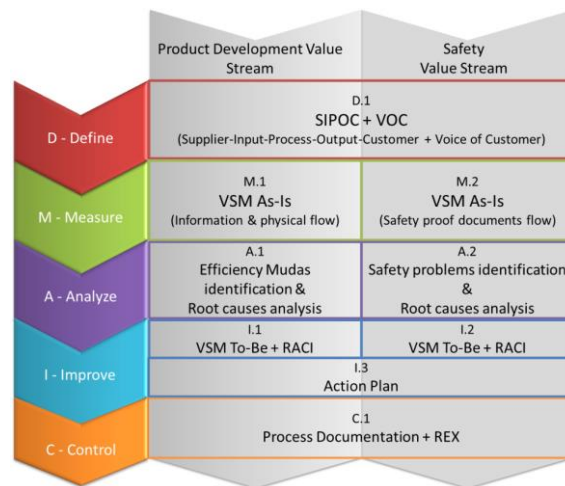 Product Development Value
Stream
Safety
Value Stream
D - Define
D.1
SIPOC + VOC
(Supplier-Input-Process-Output-Customer + Voice of Customer)
M - Measure
M.1
VSM As-Is
(Information & physical flow)
M.2
VSM As-Is
(Safety proof documents flow)
A - Analyze
A.1
Efficiency Mudas
identification &
Root causes analysis
A.2
Safety problems identification
&
Root causes analysis
I - Improve
I.1
VSM To-Be + RACI
I.2
VSM To-Be + RACI
I.3
Action Plan
C - Control
C.1
Process Documentation + REX